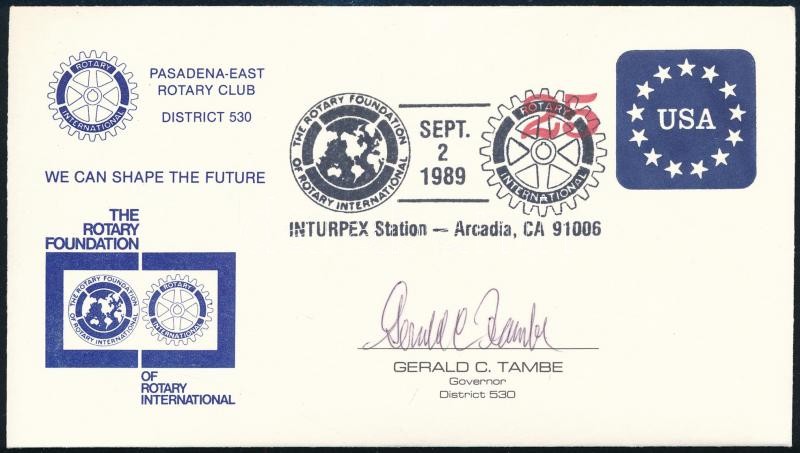 ROTARY
INTERNATIONAL
PASADENA-EAST
ROTARY CLUB
DISTRICT 530
WE CAN SHAPE THE FUTURE
THE ROTARY FOUNDATION
OF ROTARY INTERNATIONAL
SEPT.
2
1989
25
ROTARY
INTERNATIONAL
INTURPEX Station — Arcadia, CA 91006
USA
THE
ROTARY
FOUNDATION
THE ROTARY FOUNDATION
OF ROTARY INTERNATIONAL
ROTARY
INTERNATIONAL
OF
ROTARY
INTERNATIONAL
Gerald C. Tambe
GERALD C. TAMBE
Governor
District 530